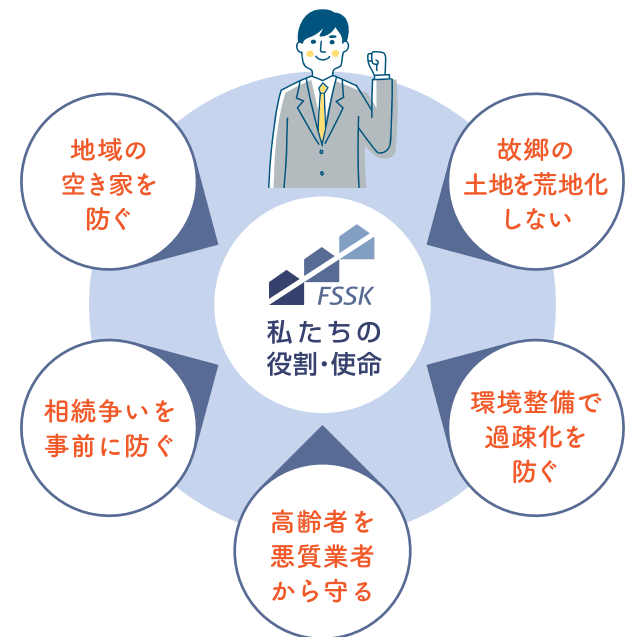 地域の
空き家を
防ぐ
故郷の
土地を荒地化
しない
FSSK
私たちの
役割・使命
相続争いを
事前に防ぐ
環境整備で
過疎化を
防ぐ
高齢者を
悪質業者
から守る